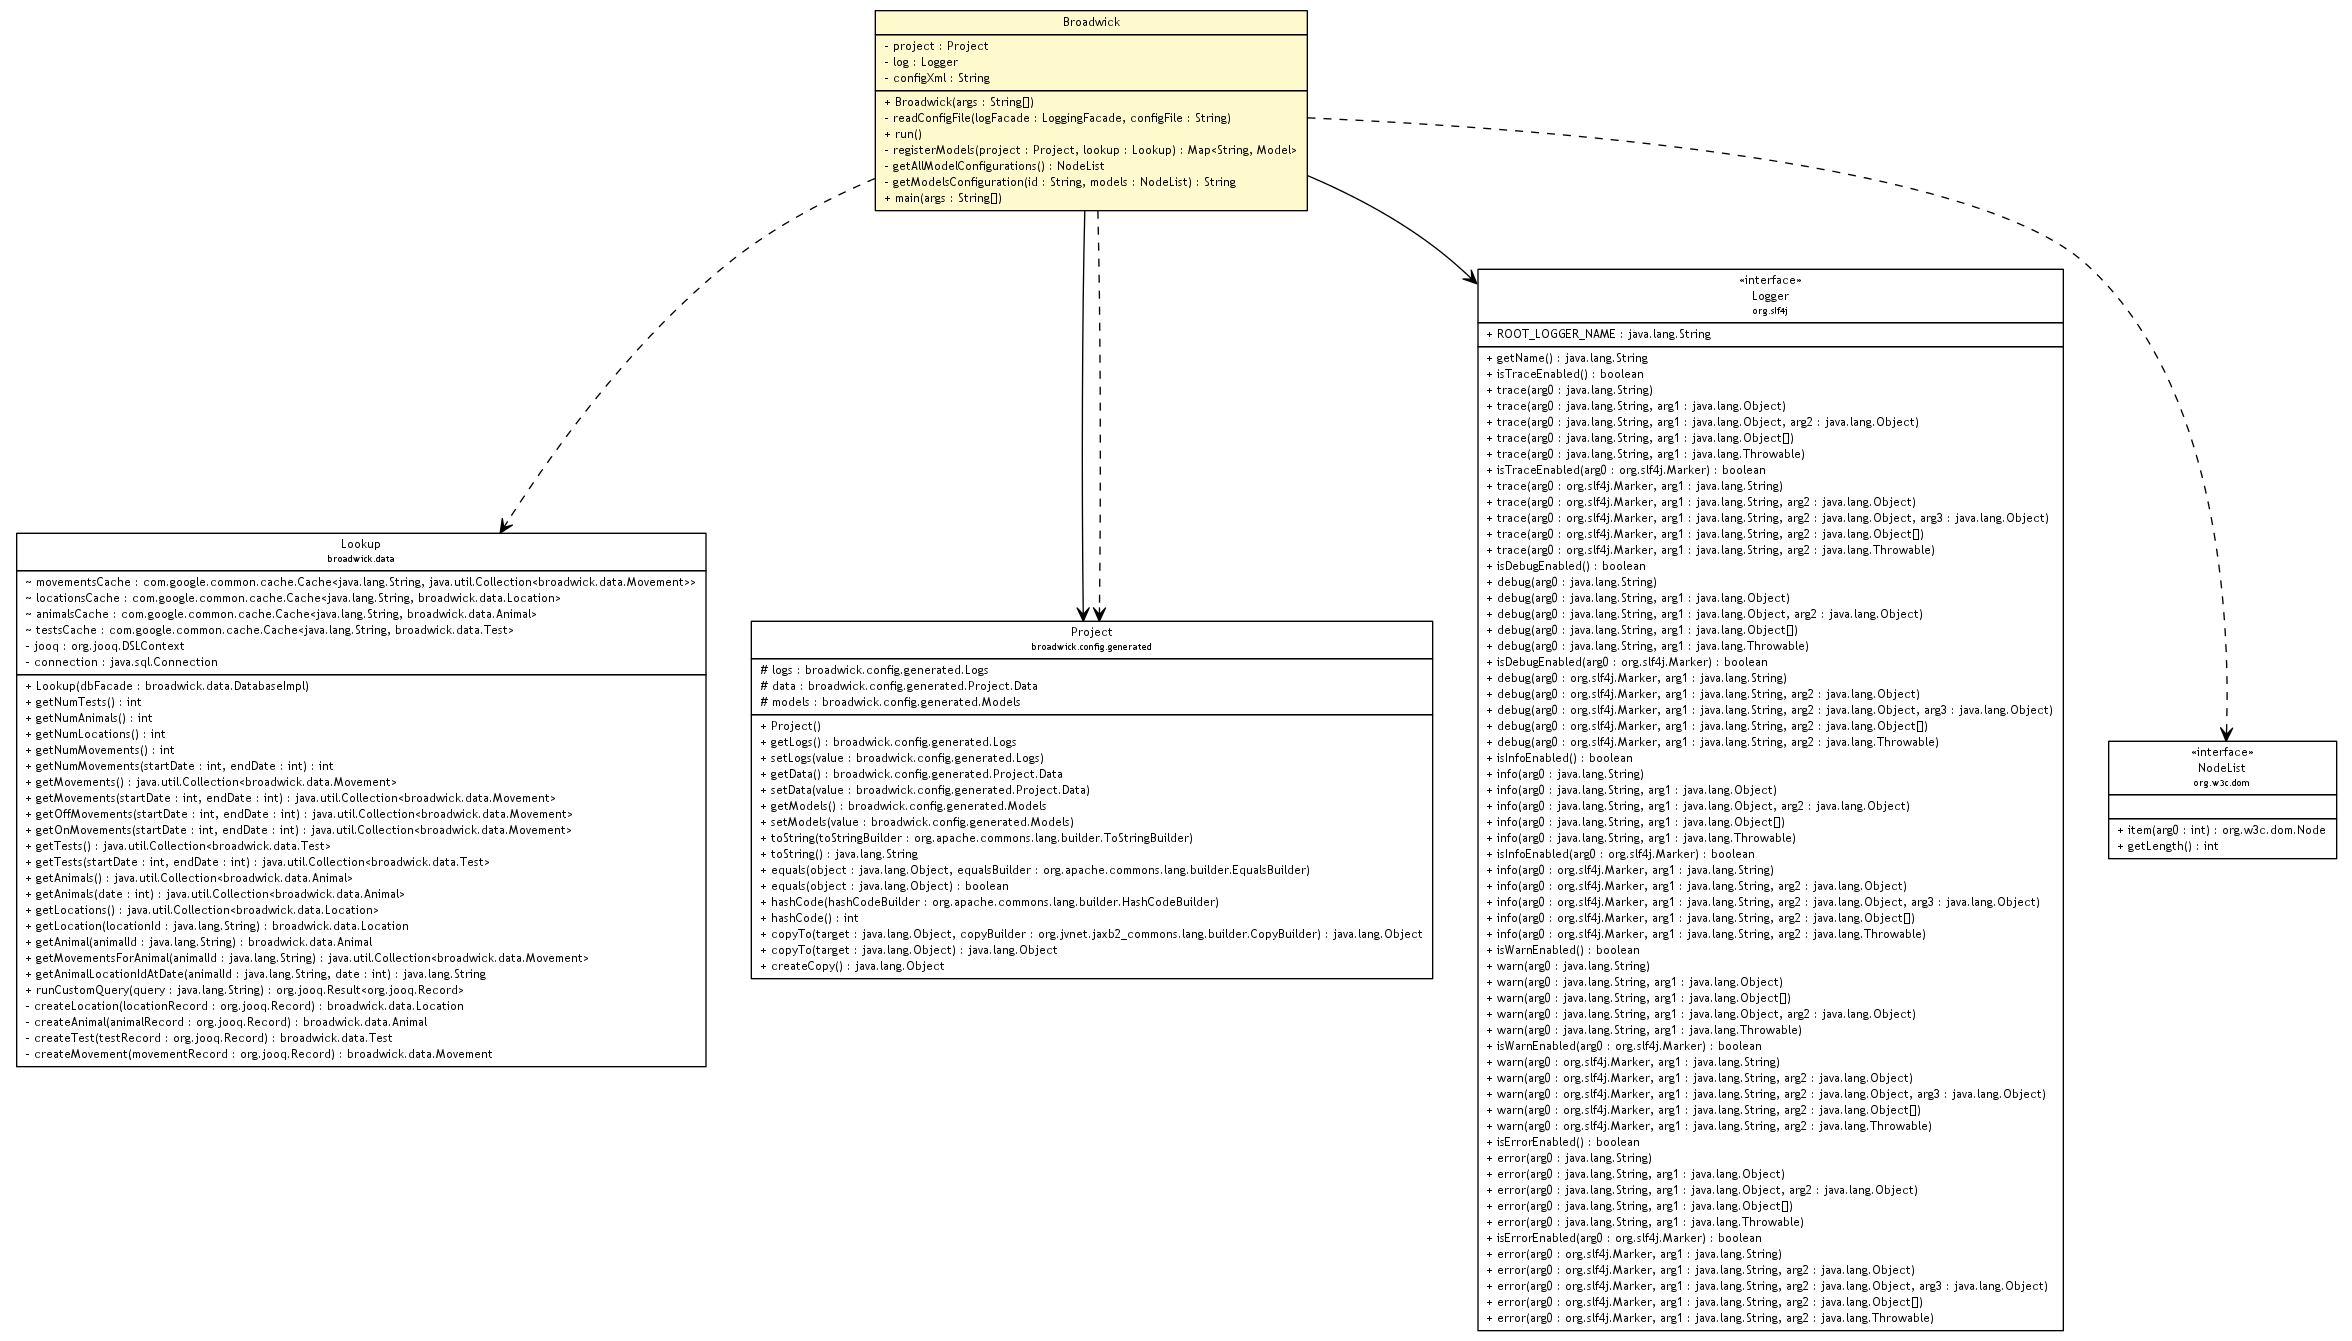 Broadwick
- project : Project
- log : Logger
- configXml : String
+ Broadwick(args : String[])
- readConfigFile(logFacade : LoggingFacade, configFile : String)
+ run()
- registerModels(project : Project, lookup : Lookup) : Map<String, Model>
- getAllModelConfigurations() : NodeList
- getModelsConfiguration(id : String, models : NodeList) : String
+ main(args : String[])
Lookup
broadwick.data
~ movementsCache : com.google.common.cache.Cache<java.lang.String, java.util.Collection<broadwick.data.Movement>>
~ locationsCache : com.google.common.cache.Cache<java.lang.String, broadwick.data.Location>
~ animalsCache : com.google.common.cache.Cache<java.lang.String, broadwick.data.Animal>
~ testsCache : com.google.common.cache.Cache<java.lang.String, broadwick.data.Test>
- jooq : org.jooq.DSLContext
- connection : java.sql.Connection
+ Lookup(dbFacade : broadwick.data.DatabaseImpl)
+ getNumTests() : int
+ getNumAnimals() : int
+ getNumLocations() : int
+ getNumMovements() : int
+ getNumMovements(startDate : int, endDate : int) : int
+ getMovements() : java.util.Collection<broadwick.data.Movement>
+ getMovements(startDate : int, endDate : int) : java.util.Collection<broadwick.data.Movement>
+ getOffMovements(startDate : int, endDate : int) : java.util.Collection<broadwick.data.Movement>
+ getOnMovements(startDate : int, endDate : int) : java.util.Collection<broadwick.data.Movement>
+ getTests() : java.util.Collection<broadwick.data.Test>
+ getTests(startDate : int, endDate : int) : java.util.Collection<broadwick.data.Test>
+ getAnimals() : java.util.Collection<broadwick.data.Animal>
+ getAnimals(date : int) : java.util.Collection<broadwick.data.Animal>
+ getLocations() : java.util.Collection<broadwick.data.Location>
+ getLocation(locationId : java.lang.String) : broadwick.data.Location
+ getAnimal(animalId : java.lang.String) : broadwick.data.Animal
+ getMovementsForAnimal(animalId : java.lang.String) : java.util.Collection<broadwick.data.Movement>
+ getAnimalLocationIdAtDate(animalId : java.lang.String, date : int) : java.lang.String
+ runCustomQuery(query : java.lang.String) : org.jooq.Result<org.jooq.Record>
- createLocation(locationRecord : org.jooq.Record) : broadwick.data.Location
- createAnimal(animalRecord : org.jooq.Record) : broadwick.data.Animal
- createTest(testRecord : org.jooq.Record) : broadwick.data.Test
- createMovement(movementRecord : org.jooq.Record) : broadwick.data.Movement
Project
broadwick.config.generated
# logs : broadwick.config.generated.Logs
# data : broadwick.config.generated.Project.Data
# models : broadwick.config.generated.Models
+ Project()
+ getLogs() : broadwick.config.generated.Logs
+ setLogs(value : broadwick.config.generated.Logs)
+ getData() : broadwick.config.generated.Project.Data
+ setData(value : broadwick.config.generated.Project.Data)
+ getModels() : broadwick.config.generated.Models
+ setModels(value : broadwick.config.generated.Models)
+ toString(toStringBuilder : org.apache.commons.lang.builder.ToStringBuilder)
+ toString() : java.lang.String
+ equals(object : java.lang.Object, equalsBuilder : org.apache.commons.lang.builder.EqualsBuilder)
+ equals(object : java.lang.Object) : boolean
+ hashCode(hashCodeBuilder : org.apache.commons.lang.builder.HashCodeBuilder)
+ hashCode() : int
+ copyTo(target : java.lang.Object, copyBuilder : org.jvnet.jaxb2_commons.lang.builder.CopyBuilder) : java.lang.Object
+ copyTo(target : java.lang.Object) : java.lang.Object
+ createCopy() : java.lang.Object
«interface»
Logger
org.slf4j
+ ROOT_LOGGER_NAME : java.lang.String
+ getName() : java.lang.String
+ isTraceEnabled() : boolean
+ trace(arg0 : java.lang.String)
+ trace(arg0 : java.lang.String, arg1 : java.lang.Object)
+ trace(arg0 : java.lang.String, arg1 : java.lang.Object, arg2 : java.lang.Object)
+ trace(arg0 : java.lang.String, arg1 : java.lang.Object[])
+ trace(arg0 : java.lang.String, arg1 : java.lang.Throwable)
+ isTraceEnabled(arg0 : org.slf4j.Marker) : boolean
+ trace(arg0 : org.slf4j.Marker, arg1 : java.lang.String)
+ trace(arg0 : org.slf4j.Marker, arg1 : java.lang.String, arg2 : java.lang.Object)
+ trace(arg0 : org.slf4j.Marker, arg1 : java.lang.String, arg2 : java.lang.Object, arg3 : java.lang.Object)
+ trace(arg0 : org.slf4j.Marker, arg1 : java.lang.String, arg2 : java.lang.Object[])
+ trace(arg0 : org.slf4j.Marker, arg1 : java.lang.String, arg2 : java.lang.Throwable)
+ isDebugEnabled() : boolean
+ debug(arg0 : java.lang.String)
+ debug(arg0 : java.lang.String, arg1 : java.lang.Object)
+ debug(arg0 : java.lang.String, arg1 : java.lang.Object, arg2 : java.lang.Object)
+ debug(arg0 : java.lang.String, arg1 : java.lang.Object[])
+ debug(arg0 : java.lang.String, arg1 : java.lang.Throwable)
+ isDebugEnabled(arg0 : org.slf4j.Marker) : boolean
+ debug(arg0 : org.slf4j.Marker, arg1 : java.lang.String)
+ debug(arg0 : org.slf4j.Marker, arg1 : java.lang.String, arg2 : java.lang.Object)
+ debug(arg0 : org.slf4j.Marker, arg1 : java.lang.String, arg2 : java.lang.Object, arg3 : java.lang.Object)
+ debug(arg0 : org.slf4j.Marker, arg1 : java.lang.String, arg2 : java.lang.Object[])
+ debug(arg0 : org.slf4j.Marker, arg1 : java.lang.String, arg2 : java.lang.Throwable)
+ isInfoEnabled() : boolean
+ info(arg0 : java.lang.String)
+ info(arg0 : java.lang.String, arg1 : java.lang.Object)
+ info(arg0 : java.lang.String, arg1 : java.lang.Object, arg2 : java.lang.Object)
+ info(arg0 : java.lang.String, arg1 : java.lang.Object[])
+ info(arg0 : java.lang.String, arg1 : java.lang.Throwable)
+ isInfoEnabled(arg0 : org.slf4j.Marker) : boolean
+ info(arg0 : org.slf4j.Marker, arg1 : java.lang.String)
+ info(arg0 : org.slf4j.Marker, arg1 : java.lang.String, arg2 : java.lang.Object)
+ info(arg0 : org.slf4j.Marker, arg1 : java.lang.String, arg2 : java.lang.Object, arg3 : java.lang.Object)
+ info(arg0 : org.slf4j.Marker, arg1 : java.lang.String, arg2 : java.lang.Object[])
+ info(arg0 : org.slf4j.Marker, arg1 : java.lang.String, arg2 : java.lang.Throwable)
+ isWarnEnabled() : boolean
+ warn(arg0 : java.lang.String)
+ warn(arg0 : java.lang.String, arg1 : java.lang.Object)
+ warn(arg0 : java.lang.String, arg1 : java.lang.Object[])
+ warn(arg0 : java.lang.String, arg1 : java.lang.Object, arg2 : java.lang.Object)
+ warn(arg0 : java.lang.String, arg1 : java.lang.Throwable)
+ isWarnEnabled(arg0 : org.slf4j.Marker) : boolean
+ warn(arg0 : org.slf4j.Marker, arg1 : java.lang.String)
+ warn(arg0 : org.slf4j.Marker, arg1 : java.lang.String, arg2 : java.lang.Object)
+ warn(arg0 : org.slf4j.Marker, arg1 : java.lang.String, arg2 : java.lang.Object, arg3 : java.lang.Object)
+ warn(arg0 : org.slf4j.Marker, arg1 : java.lang.String, arg2 : java.lang.Object[])
+ warn(arg0 : org.slf4j.Marker, arg1 : java.lang.String, arg2 : java.lang.Throwable)
+ isErrorEnabled() : boolean
+ error(arg0 : java.lang.String)
+ error(arg0 : java.lang.String, arg1 : java.lang.Object)
+ error(arg0 : java.lang.String, arg1 : java.lang.Object, arg2 : java.lang.Object)
+ error(arg0 : java.lang.String, arg1 : java.lang.Object[])
+ error(arg0 : java.lang.String, arg1 : java.lang.Throwable)
+ isErrorEnabled(arg0 : org.slf4j.Marker) : boolean
+ error(arg0 : org.slf4j.Marker, arg1 : java.lang.String)
+ error(arg0 : org.slf4j.Marker, arg1 : java.lang.String, arg2 : java.lang.Object)
+ error(arg0 : org.slf4j.Marker, arg1 : java.lang.String, arg2 : java.lang.Object, arg3 : java.lang.Object)
+ error(arg0 : org.slf4j.Marker, arg1 : java.lang.String, arg2 : java.lang.Object[])
+ error(arg0 : org.slf4j.Marker, arg1 : java.lang.String, arg2 : java.lang.Throwable)
«interface»
NodeList
org.w3c.dom
+ item(arg0 : int) : org.w3c.dom.Node
+ getLength() : int